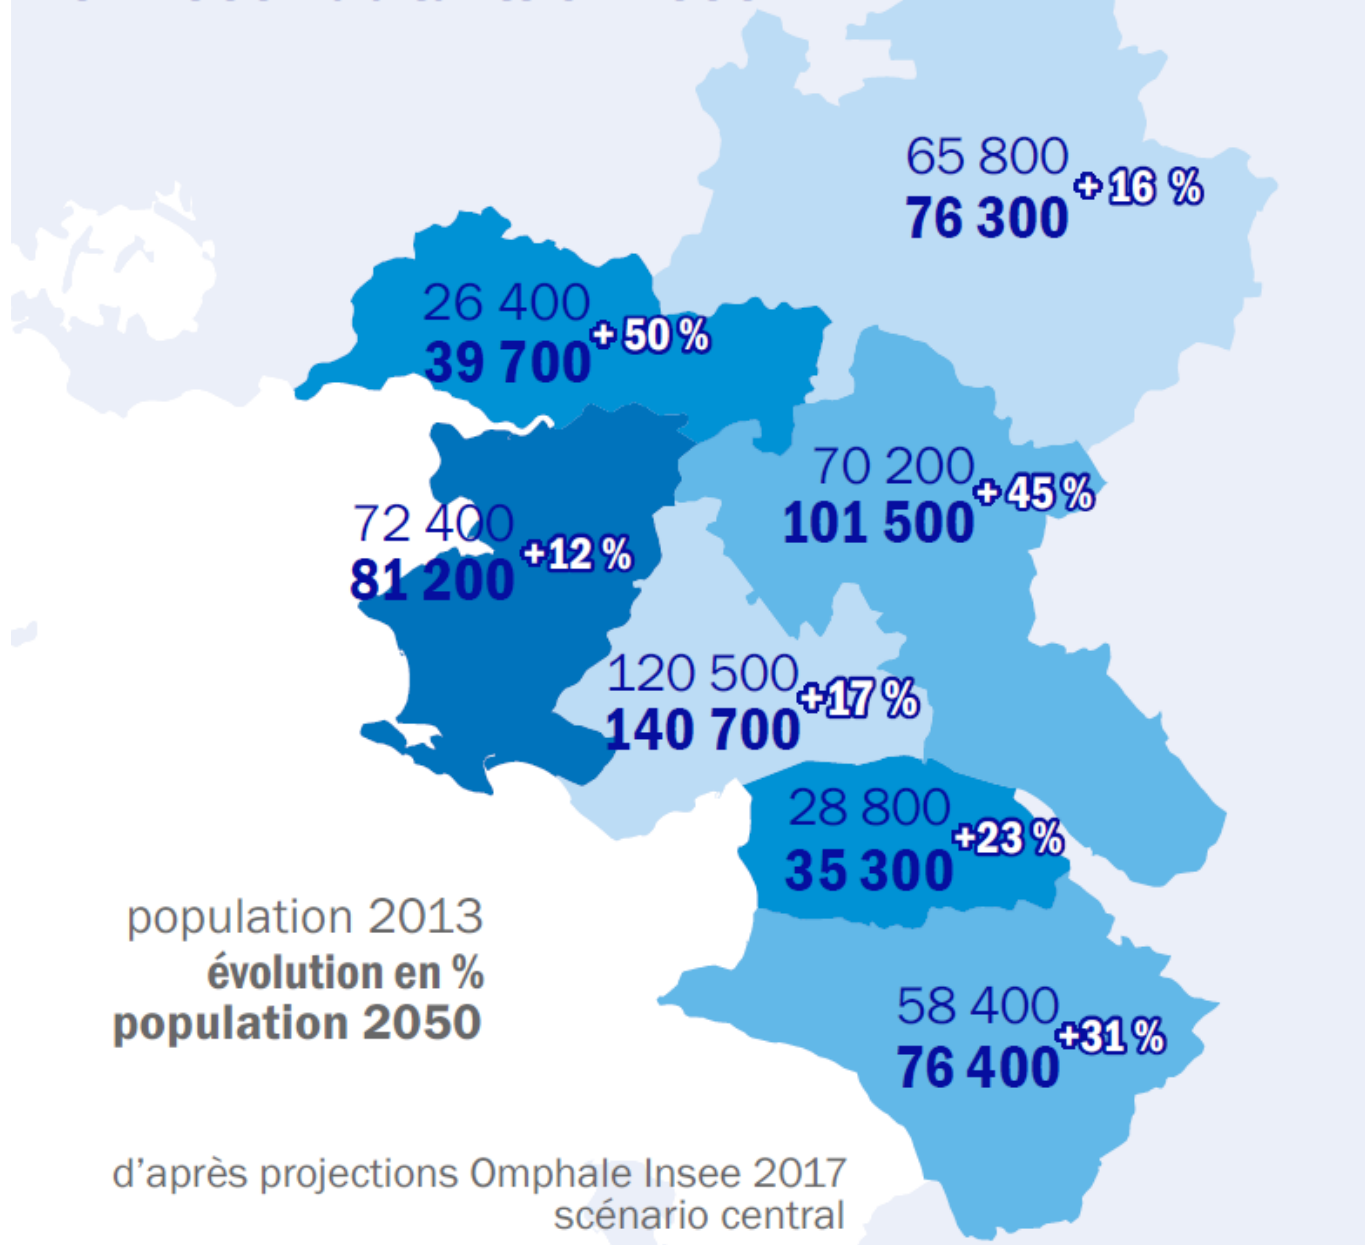 65 800
76 300
+ 16 %
26 400
39 700
+ 50 %
70 200
101 500
+ 45 %
72 400
81 200
+12 %
120 500
140 700
+17 %
28 800
35 300
+23 %
population 2013
évolution en %
population 2050
58 400
76 400
+31 %
d'après projections Omphale Insee 2017
scénario central